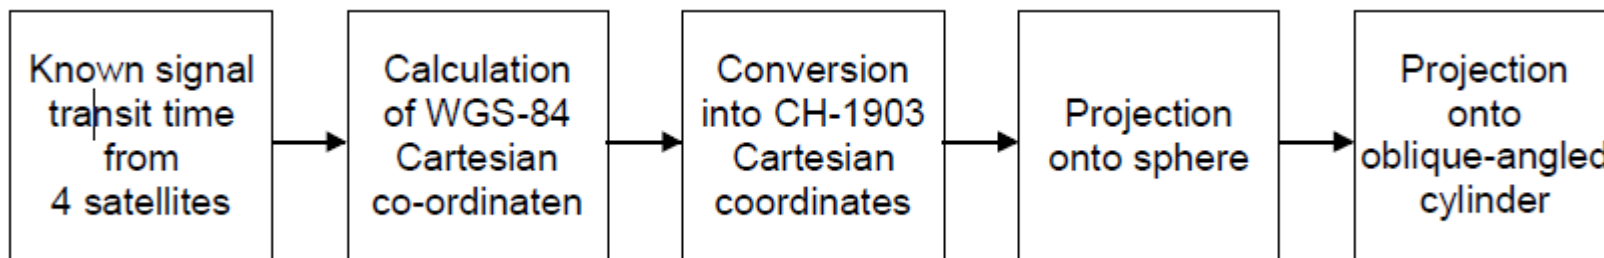 Known signal
transit time
from
4 satellites
Calculation
of WGS-84
Cartesian
co-ordinaten
Conversion
into CH-1903
Cartesian
coordinates
Projection
onto sphere
Projection
onto
oblique-angled
cylinder